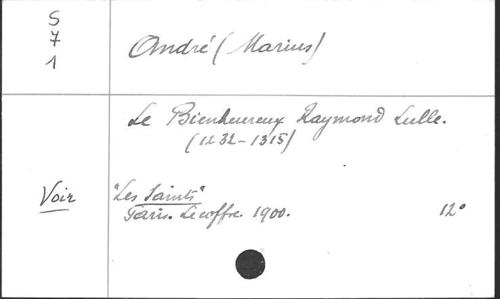 S
7
1
André (Marius)
Le Bienheureux Raymond Lulle.
(1232-1315)
Voir
"Les Saints"
Paris. Lecoffre. 1900. 12°